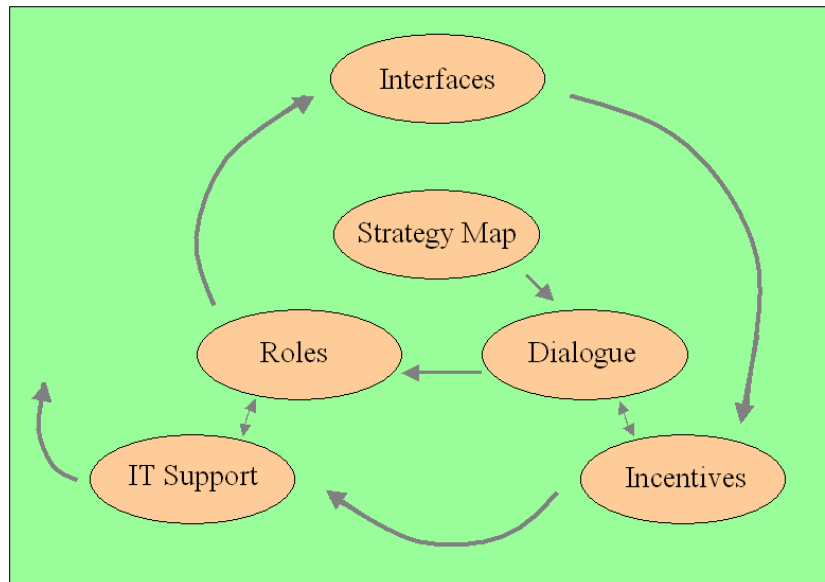 Interfaces
Strategy Map
Roles
Dialogue
IT Support
Incentives